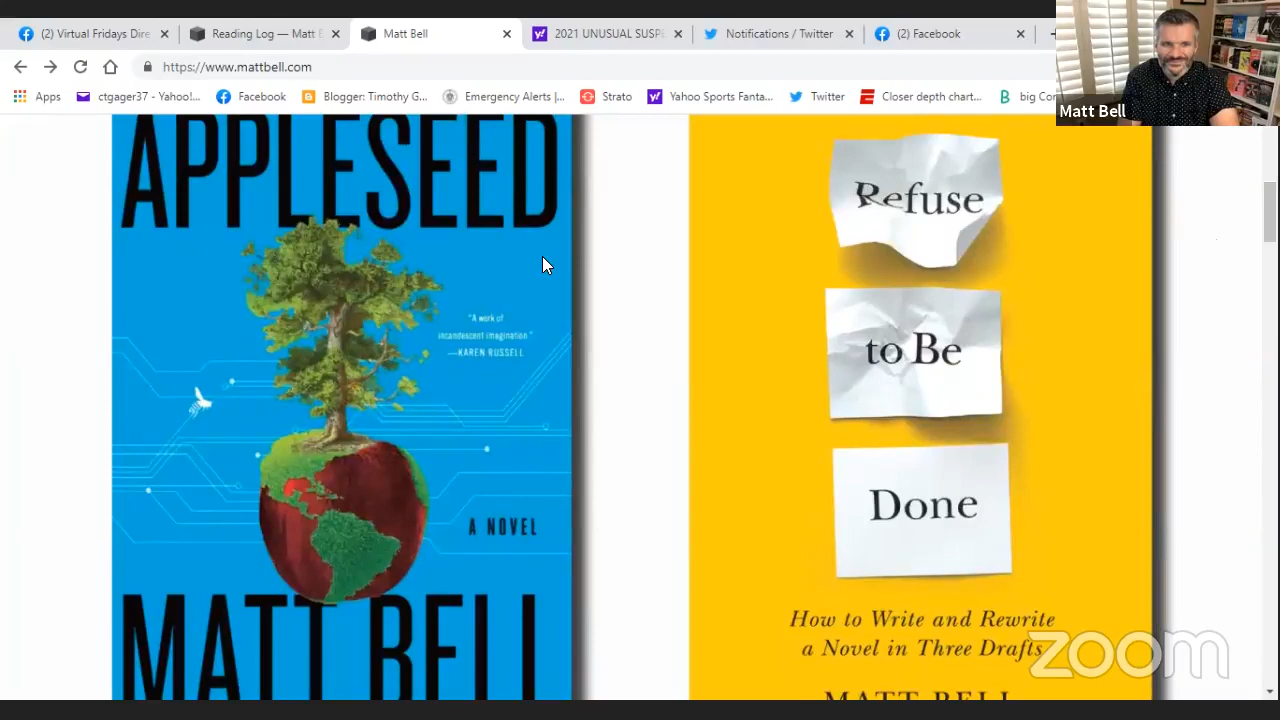 (2) Virtual Fridays Dire
Reading Log — Matt B
Matt Bell
2021 UNUSUAL SUSP
Notifications / Twitter
(2) Facebook
https://www.mattbell.com
Apps
ctgager37 - Yahoo!...
Facebook
Blogger: Timothy G...
Emergency Alerts |...
Strato
Yahoo Sports Fanta...
Twitter
Closer depth chart...
big Con
Matt Bell
APPLESEED
"A work of
incandescent imagination."
—KAREN RUSSELL
A NOVEL
MATT BELL
Refuse
to Be
Done
How to Write and Rewrite
a Novel in Three Drafts
MATT BELL
zoom